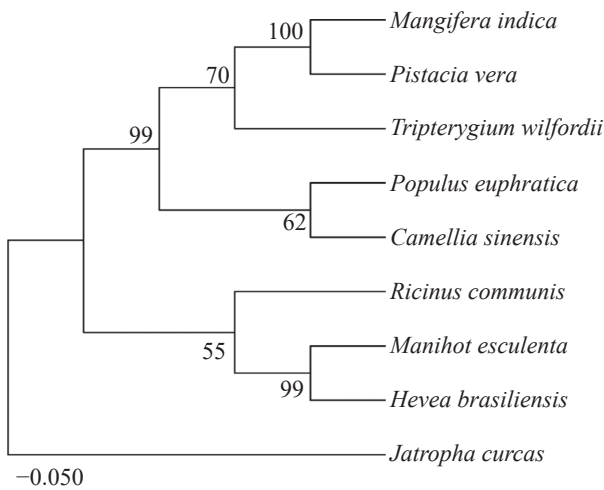 Mangifera indica
100
Pistacia vera
70
Tripterygium wilfordii
99
Populus euphratica
62
Camellia sinensis
Ricinus communis
55
Manihot esculenta
99
Hevea brasiliensis
Jatropha curcas
−0.050